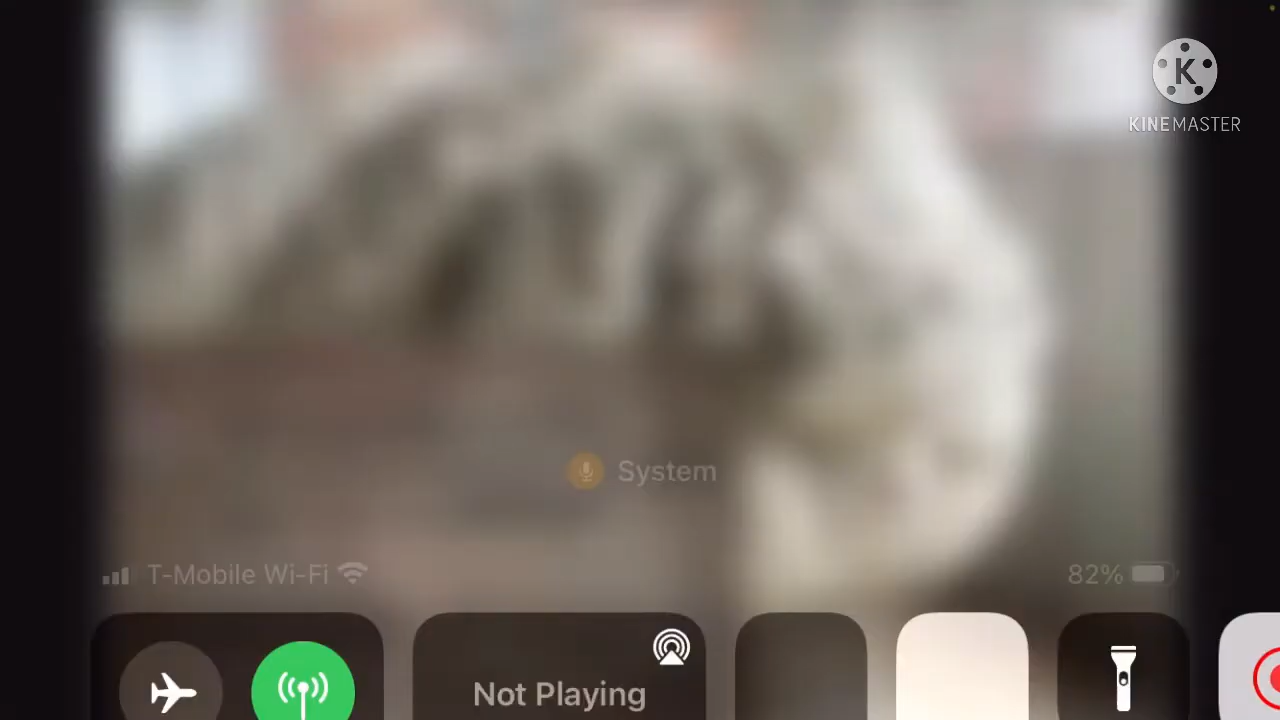 K
KINEMASTER
System
T-Mobile Wi-Fi
82%
Not Playing